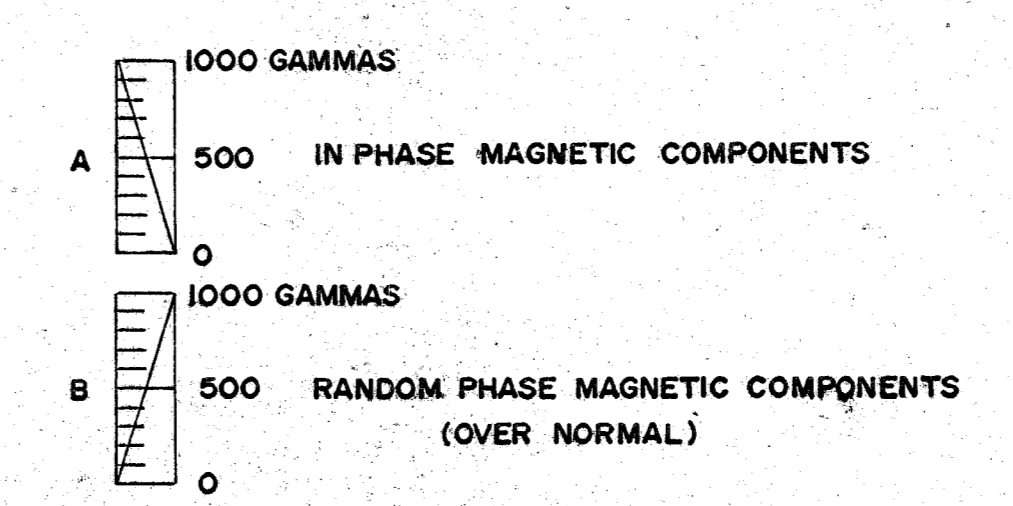 1000 GAMMAS
A 500 IN PHASE MAGNETIC COMPONENTS
0
1000 GAMMAS
B 500 RANDOM PHASE MAGNETIC COMPONENTS
(OVER NORMAL)
0